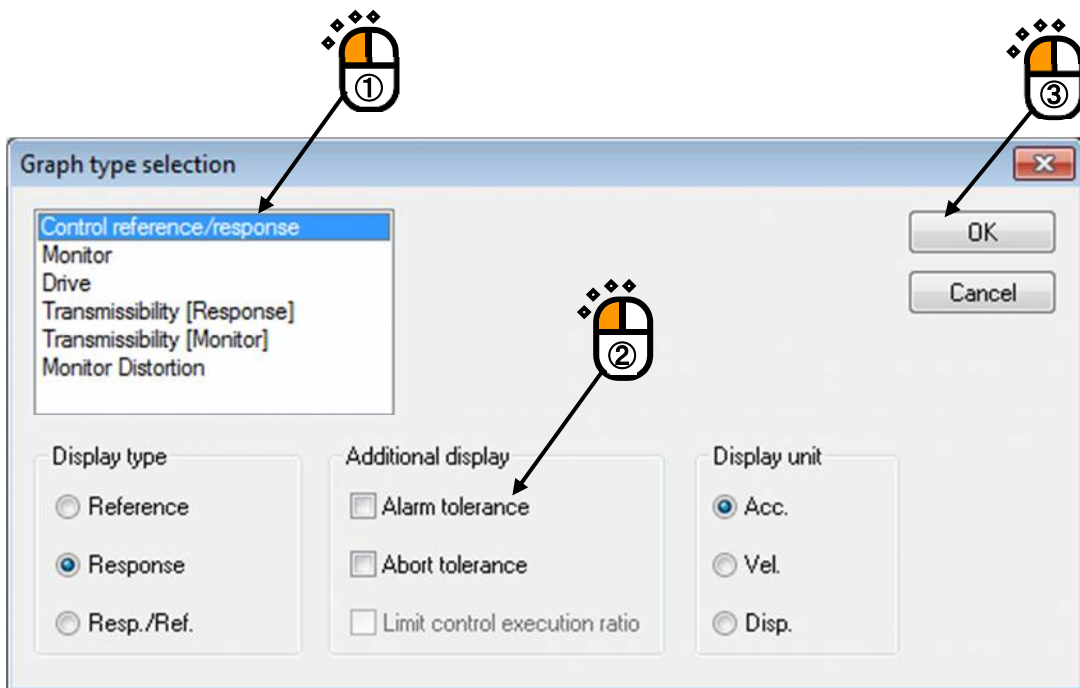 ①
③
Graph type selection
Control reference/response
Monitor
Drive
Transmissibility [Response]
Transmissibility [Monitor]
Monitor Distortion
OK
Cancel
②
Display type
Reference
Response
Resp./Ref.
Additional display
Alarm tolerance
Abort tolerance
Limit control execution ratio
Display unit
Acc.
Vel.
Disp.